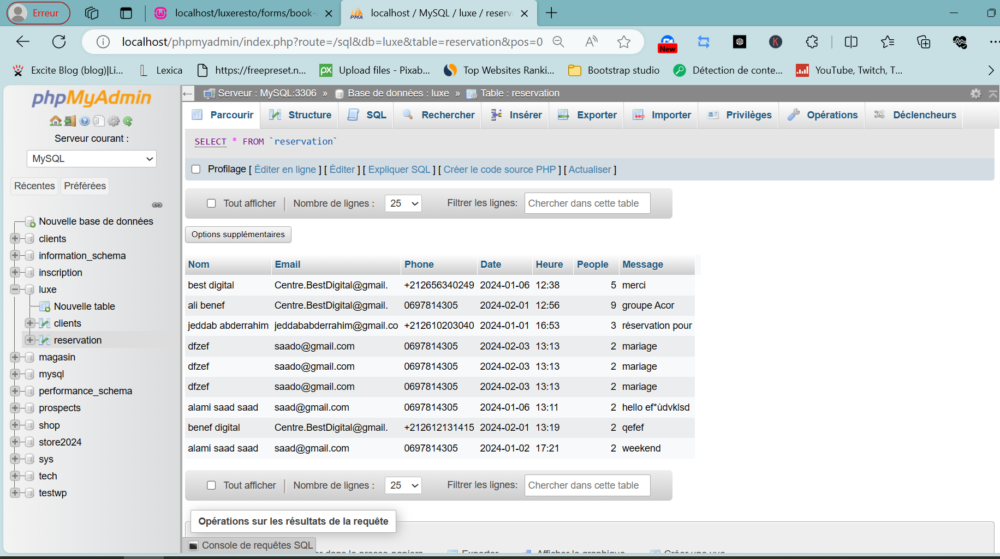 Erreur
localhost/luxeresto/forms/book-
localhost / MySQL / luxe / reserv
localhost/phpmyadmin/index.php?route=/sql&db=luxe&table=reservation&pos=0
New
K
Excite Blog (blog)|Li...
Lexica
https://freepreset.n...
px
Upload files - Pixab...
Top Websites Ranki...
Bootstrap studio
Détection de conte...
YouTube, Twitch, T...
phpMyAdmin
Serveur courant :
MySQL
Récentes
Préférées
Nouvelle base de données
clients
information_schema
inscription
luxe
Nouvelle table
clients
reservation
magasin
mysql
performance_schema
prospects
shop
store2024
sys
tech
testwp
Serveur : MySQL:3306 » Base de données : luxe » Table : reservation
Parcourir Structure SQL Rechercher Insérer Exporter Importer Privilèges Opérations Déclencheurs
SELECT * FROM `reservation`
Profilage [ Éditer en ligne ] [ Éditer ] [ Expliquer SQL ] [ Créer le code source PHP ] [ Actualiser ]
Tout afficher Nombre de lignes : 25 Filtrer les lignes: Chercher dans cette table
Options supplémentaires
Nom Email Phone Date Heure People Message
best digital Centre.BestDigital@gmail. +212656340249 2024-01-06 12:38 5 merci
ali benef Centre.BestDigital@gmail. 0697814305 2024-02-01 12:56 9 groupe Acor
jeddab abderrahim jeddababderrahim@gmail.co +212610203040 2024-01-01 16:53 3 réservation pour
dfzef saado@gmail.com 0697814305 2024-02-03 13:13 2 mariage
dfzef saado@gmail.com 0697814305 2024-02-03 13:13 2 mariage
dfzef saado@gmail.com 0697814305 2024-02-03 13:13 2 mariage
alami saad saad saad@gmail.com 0697814305 2024-01-06 13:11 2 hello ef*ùdvklsd
benef digital Centre.BestDigital@gmail. +212612131415 2024-02-01 13:19 2 qefef
alami saad saad saad@gmail.com 0697814305 2024-01-02 17:21 2 weekend
Tout afficher Nombre de lignes : 25 Filtrer les lignes: Chercher dans cette table
Opérations sur les résultats de la requête
Console de requêtes SQL
dans le presse-papiers Exporter Afficher le graphique Créer une vue